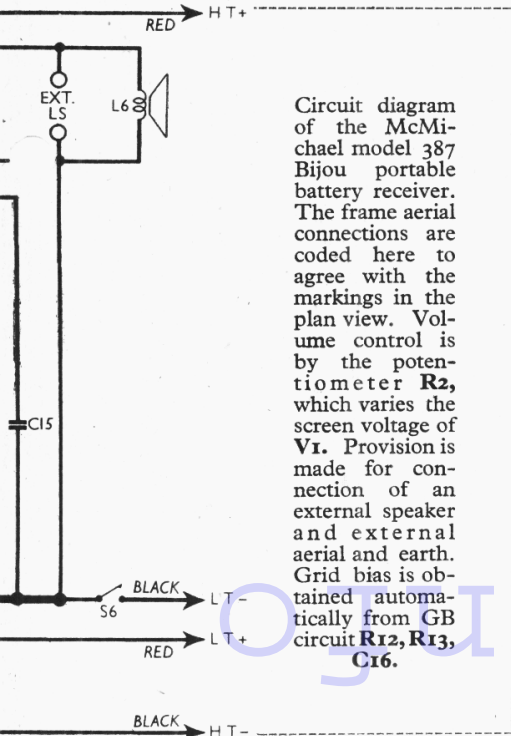 RED
H T+
EXT.
LS
L6
Circuit diagram
of the McMi-
chael model 387
Bijou portable
battery receiver.
The frame aerial
connections are
coded here to
agree with the
markings in the
plan view. Vol-
ume control is
by the poten-
tiometer R2,
which varies the
screen voltage of
V1. Provision is
made for con-
nection of an
external speaker
and external
aerial and earth.
Grid bias is ob-
tained automa-
tically from GB
circuit R12, R13,
C16.
C15
S6
BLACK
L T-
RED
L T+
BLACK
H T-